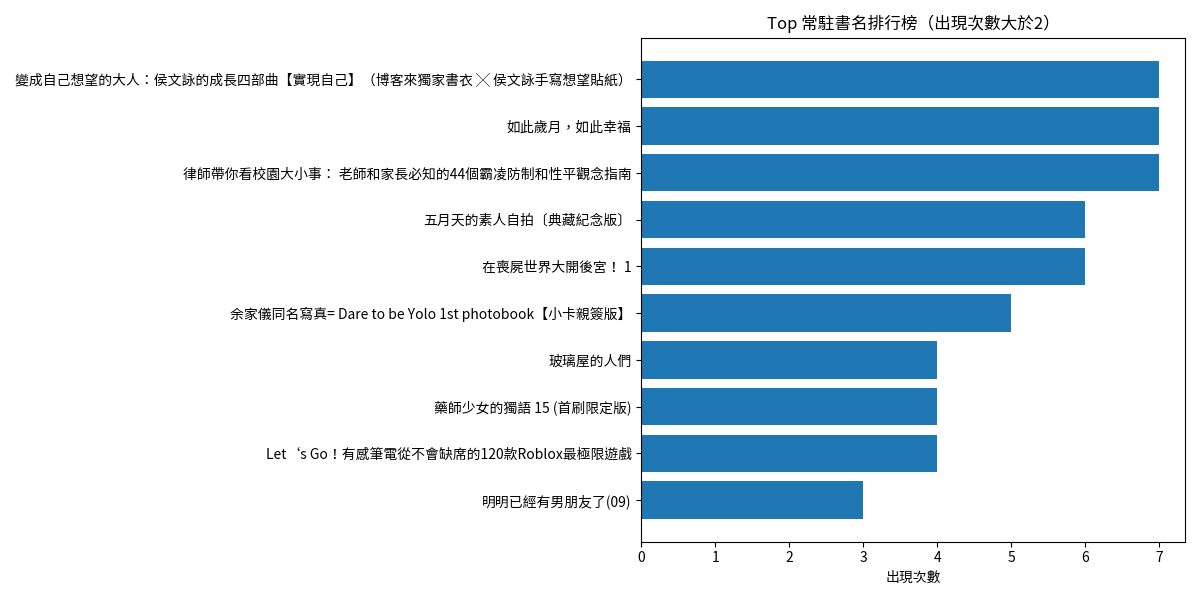 Top 常駐書名排行榜（出現次數大於2）
變成自己想望的大人：侯文詠的成長四部曲【實現自己】（博客來獨家書衣╳侯文詠手寫想望貼紙）
如此歲月，如此幸福
律師帶你看校園大小事： 老師和家長必知的44個霸凌防制和性平觀念指南
五月天的素人自拍〔典藏紀念版〕
在喪屍世界大開後宮！ 1
余家儀同名寫真= Dare to be Yolo 1st photobook【小卡親簽版】
玻璃屋的人們
藥師少女的獨語 15 (首刷限定版)
Let‘s Go！有感筆電從不會缺席的120款Roblox最極限遊戲
明明已經有男朋友了(09)
0 1 2 3 4 5 6 7
出現次數